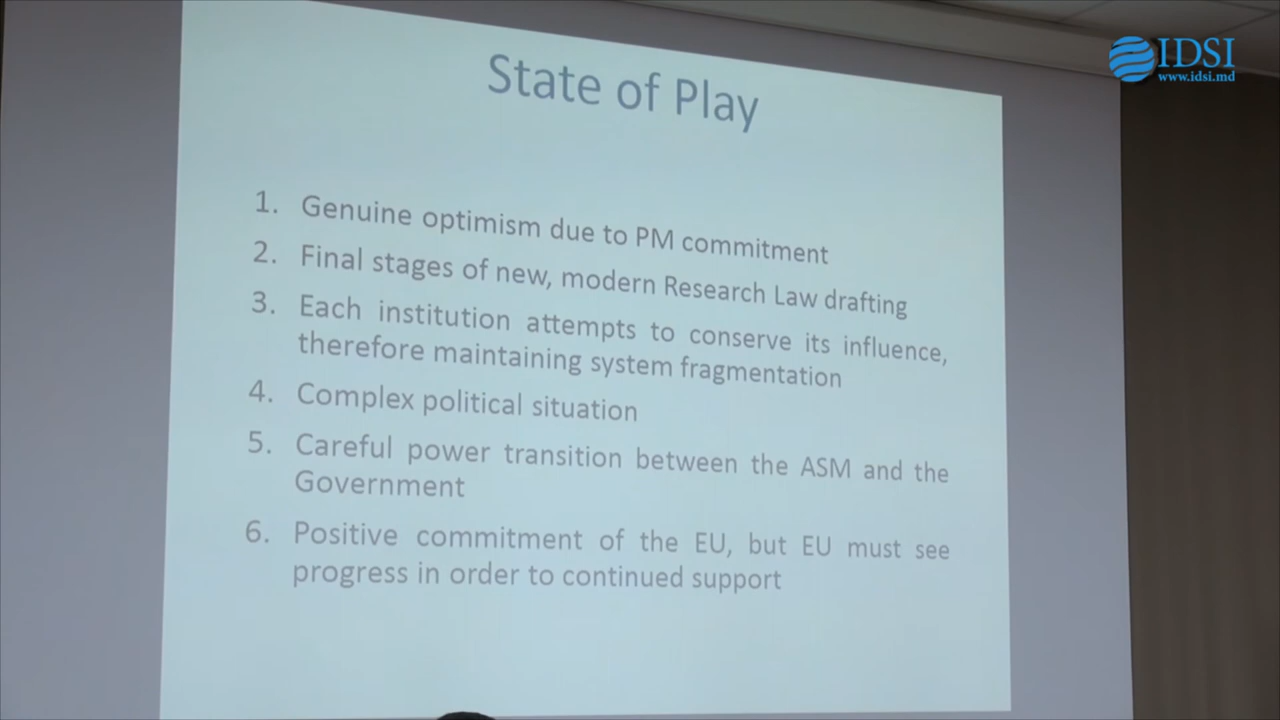 IDSI
www.idsi.md
State of Play
1. Genuine optimism due to PM commitment
2. Final stages of new, modern Research Law drafting
3. Each institution attempts to conserve its influence,
therefore maintaining system fragmentation
4. Complex political situation
5. Careful power transition between the ASM and the
Government
6. Positive commitment of the EU, but EU must see
progress in order to continued support